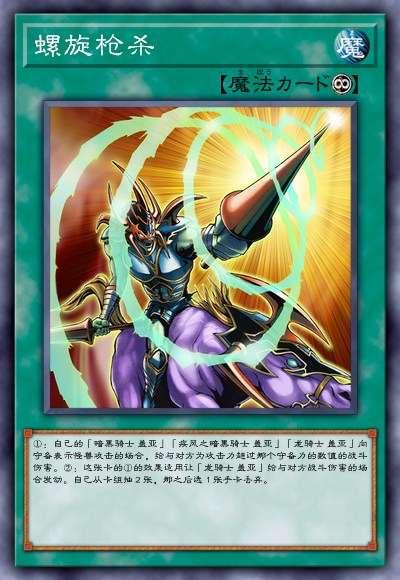 螺旋枪杀
魔
【魔法カード】
まほう
①：自己的「暗黑骑士 盖亚」「疾风之暗黑骑士 盖亚」「龙骑士 盖亚」向
守备表示怪兽攻击的场合，给与对方为攻击力超过那个守备力的数值的战斗
伤害。②：这张卡的①的效果适用让「龙骑士 盖亚」给与对方战斗伤害的场
合发动。自己从卡组抽２张，那之后选１张手卡丢弃。